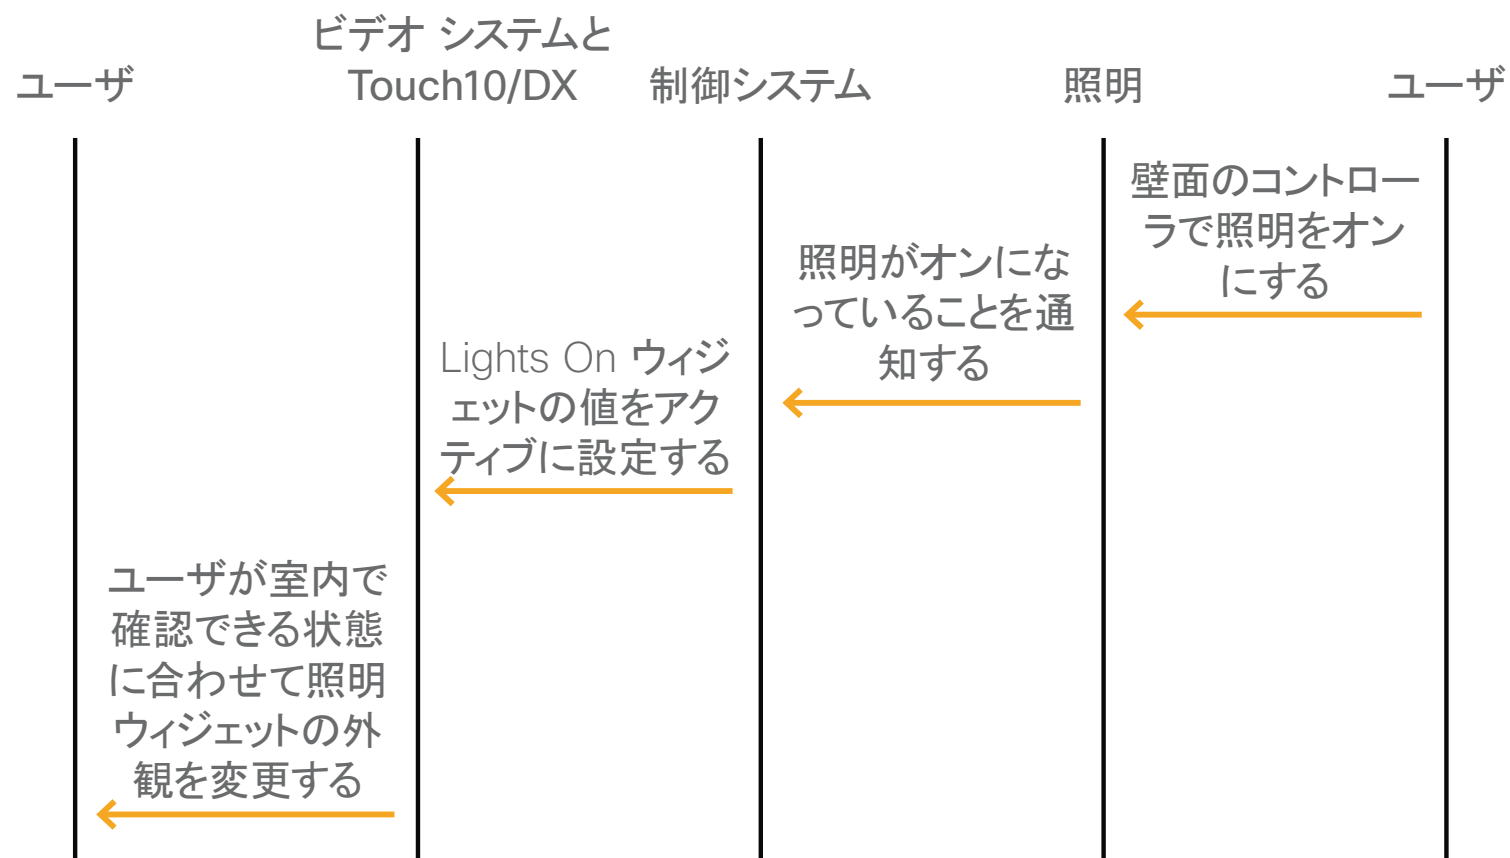 ユーザ
ビデオ システムと
Touch10/DX
制御システム
照明
ユーザ
壁面のコントロー
ラで照明をオン
にする
照明がオンにな
っていることを通
知する
Lights On ウィジ
ェットの値をアク
ティブに設定する
ユーザが室内で
確認できる状態
に合わせて照明
ウィジェットの外
観を変更する